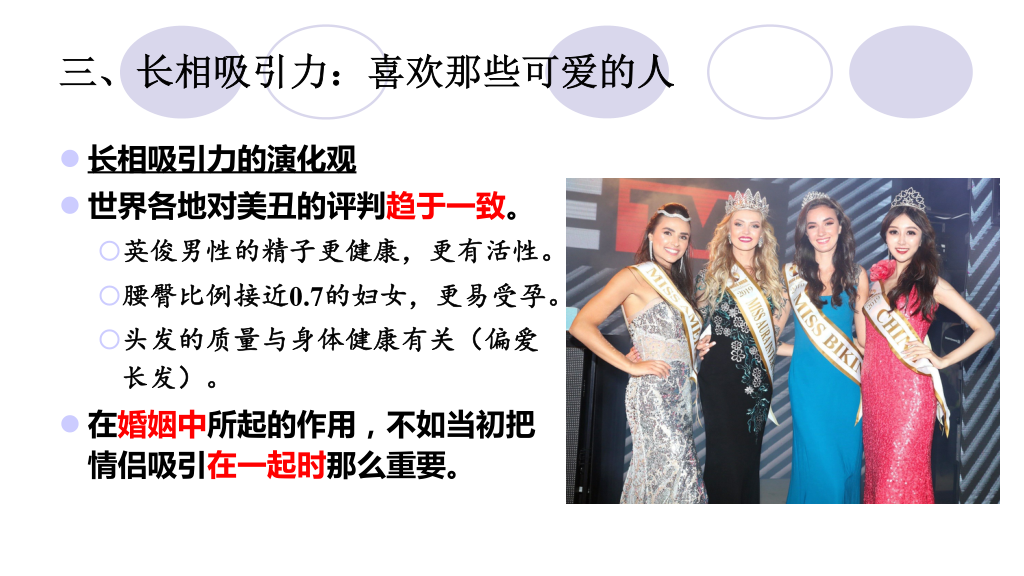 三、长相吸引力：喜欢那些可爱的人
长相吸引力的演化观
世界各地对美丑的评判趋于一致。
英俊男性的精子更健康，更有活性。
腰臀比例接近0.7的妇女，更易受孕。
头发的质量与身体健康有关（偏爱
长发）。
在婚姻中所起的作用，不如当初把
情侣吸引在一起时那么重要。
MISS
2019
MISS
2019
MISS BIKINI
CHINA